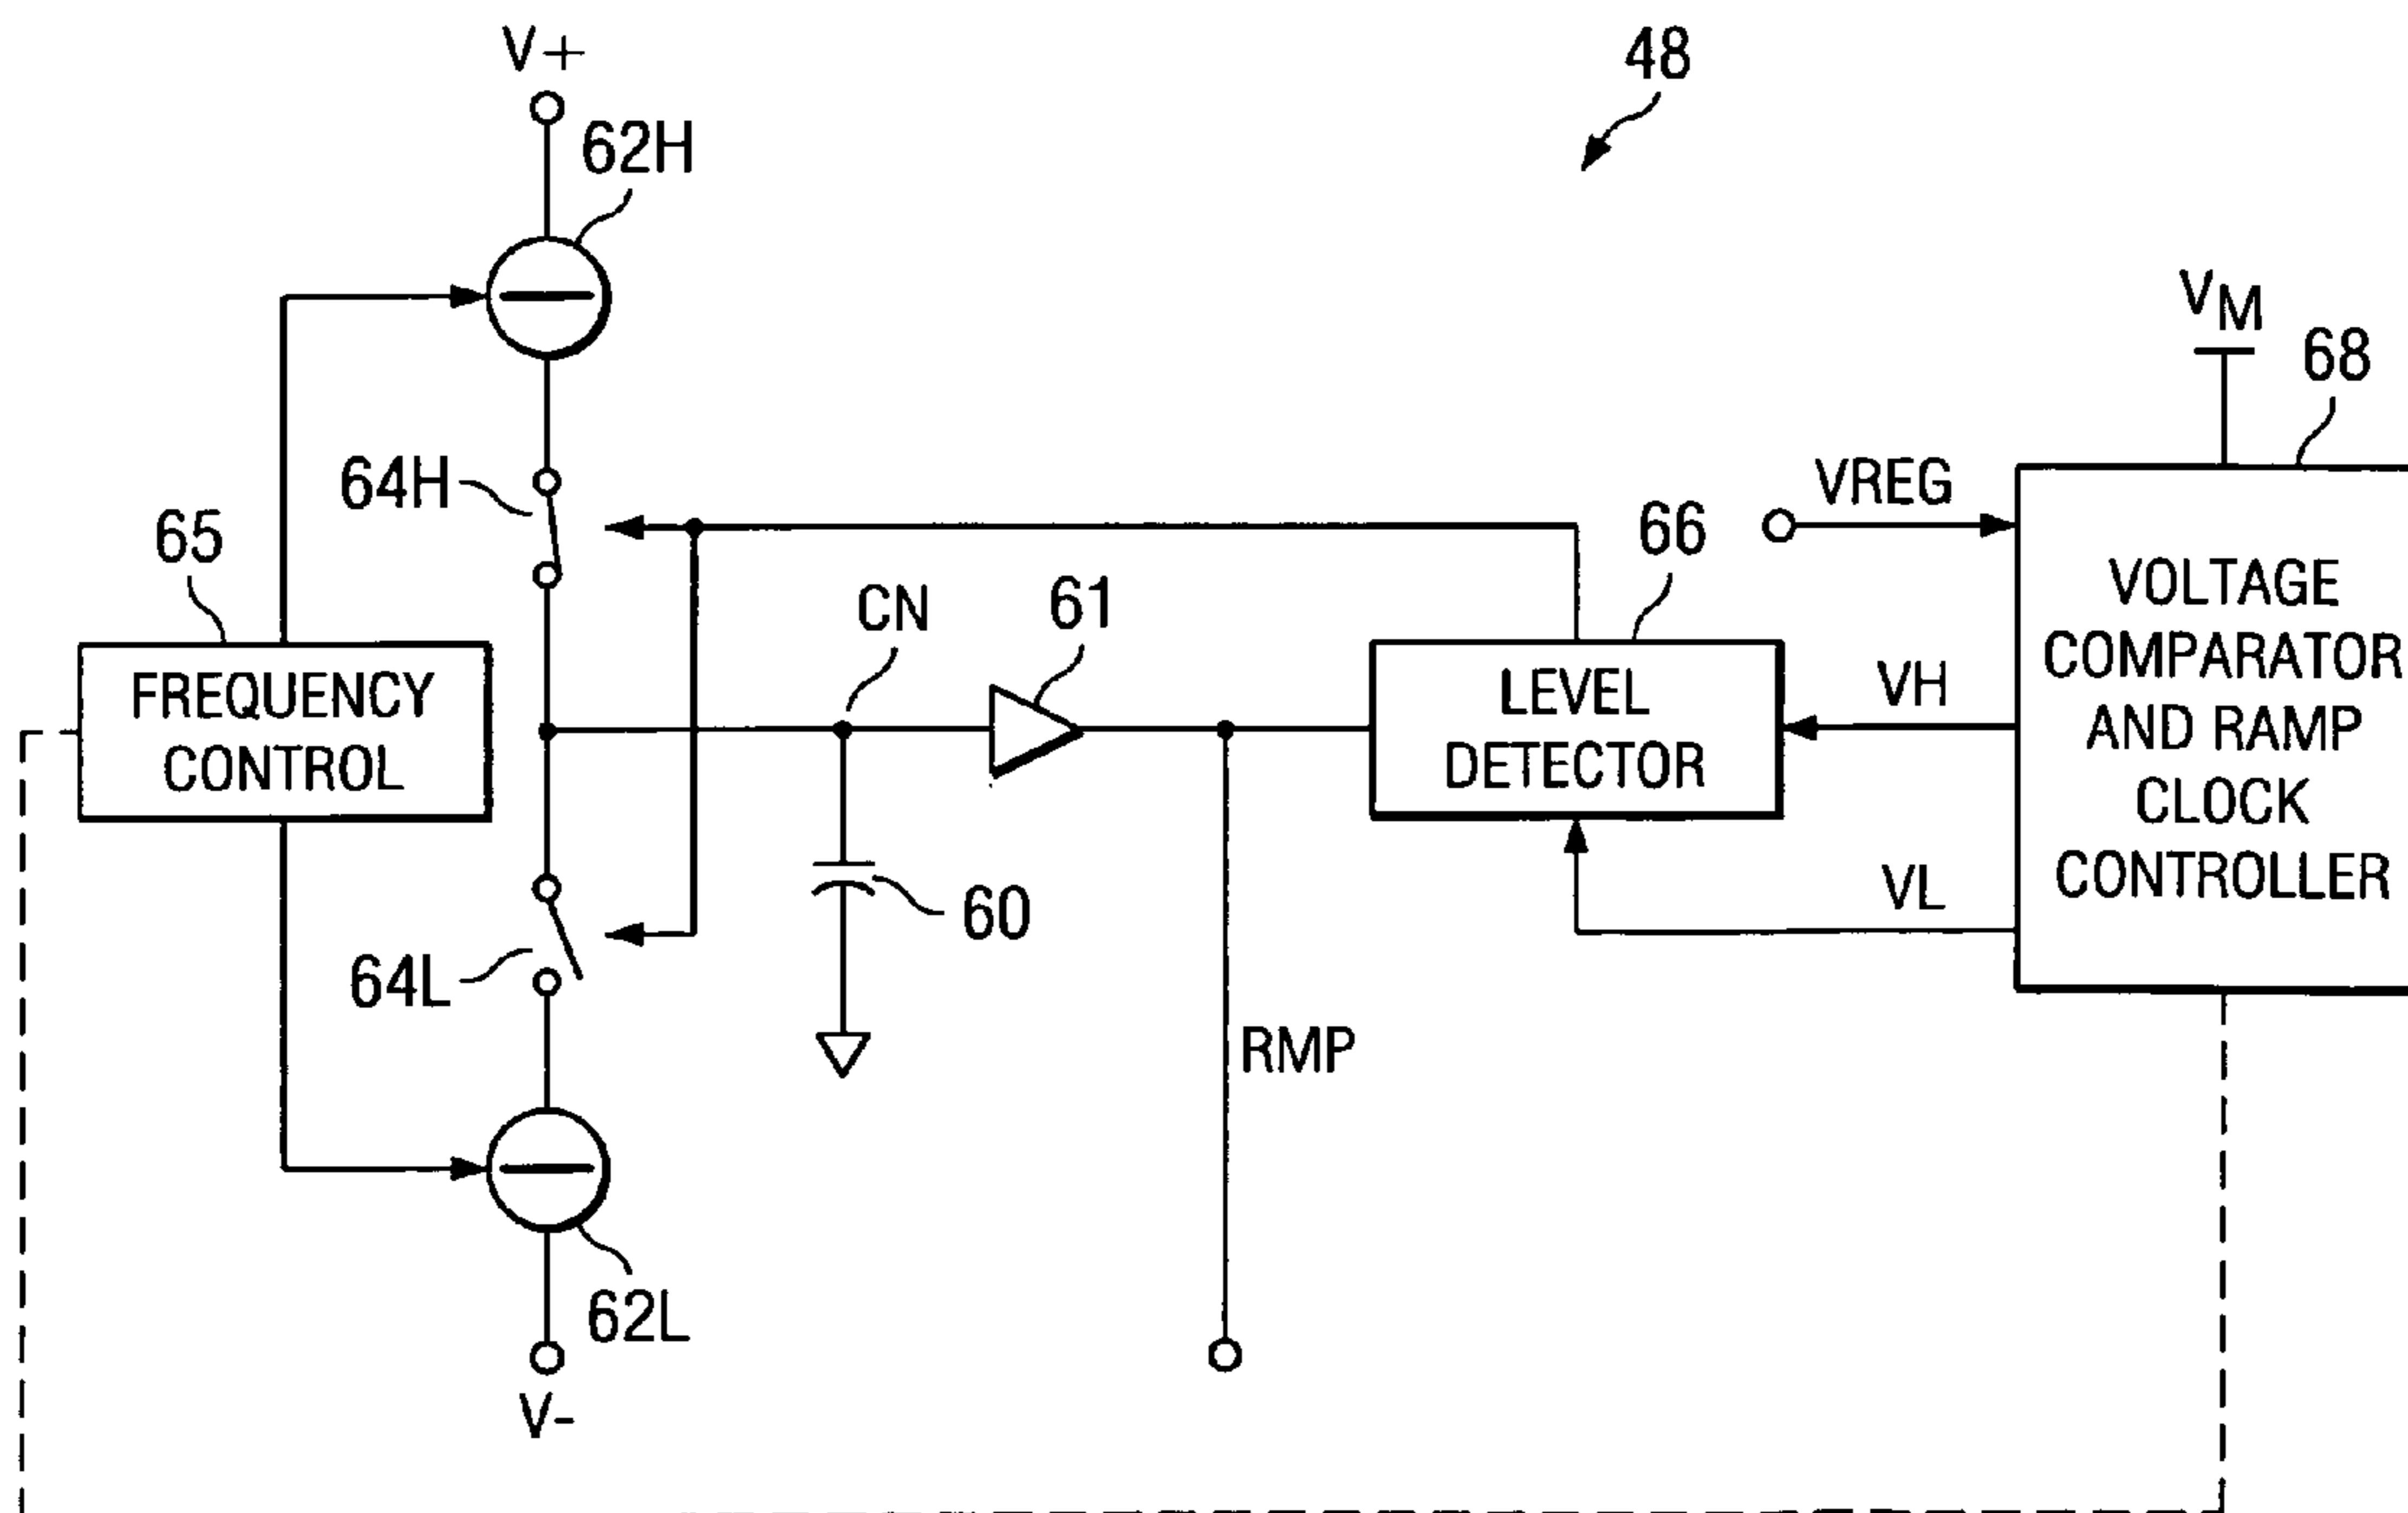 V+
48
62H
VM
68
64H
VREG
65
66
CN
61
VOLTAGE
COMPARATOR
AND RAMP
CLOCK
CONTROLLER
FREQUENCY
CONTROL
LEVEL
DETECTOR
VH
VL
60
64L
RMP
62L
V-